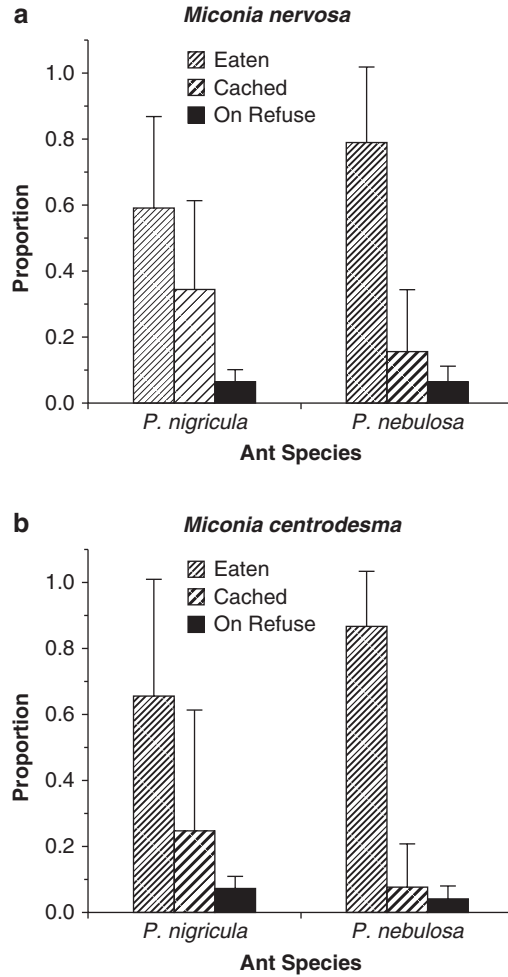 a
Miconia nervosa
Eaten
Cached
On Refuse
1.0
0.8
0.6
0.4
0.2
0.0
Proportion
P. nigricula
P. nebulosa
Ant Species
b
Miconia centrodesma
Eaten
Cached
On Refuse
1.0
0.8
0.6
0.4
0.2
0.0
Proportion
P. nigricula
P. nebulosa
Ant Species